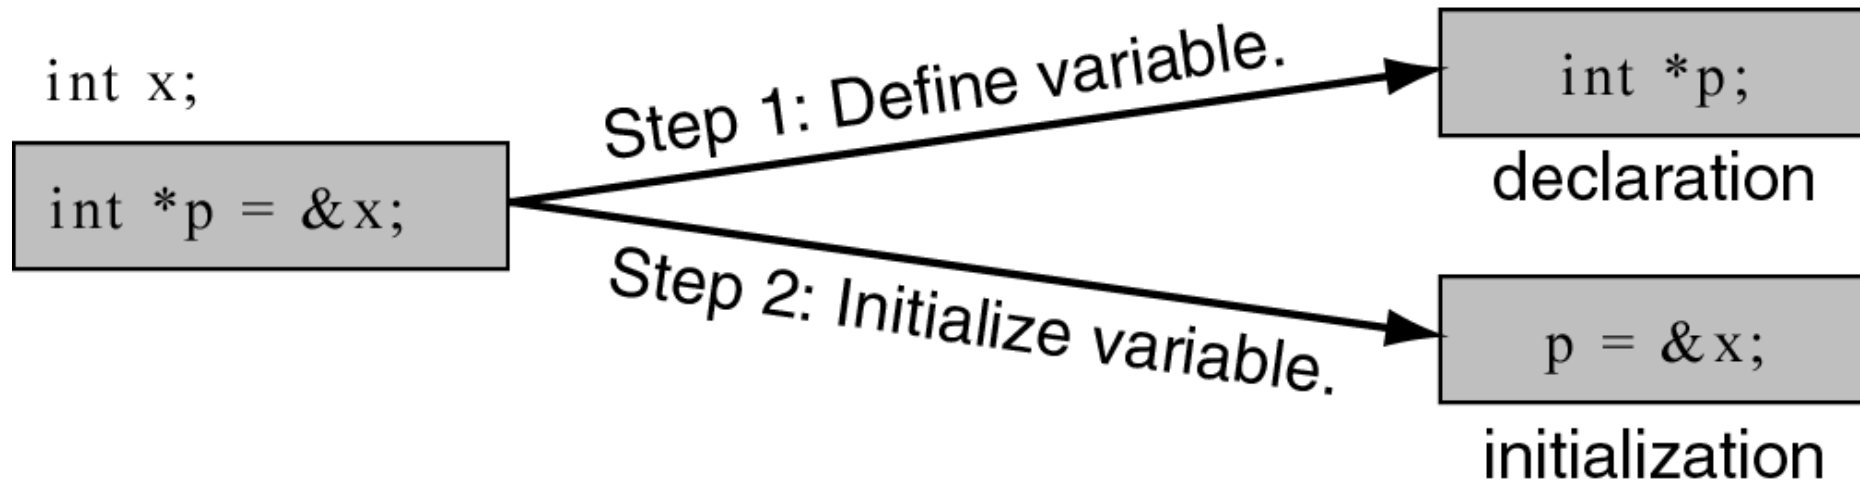 int x;
int *p = &x;
Step 1: Define variable.
int *p;
declaration
Step 2: Initialize variable.
p = &x;
initialization